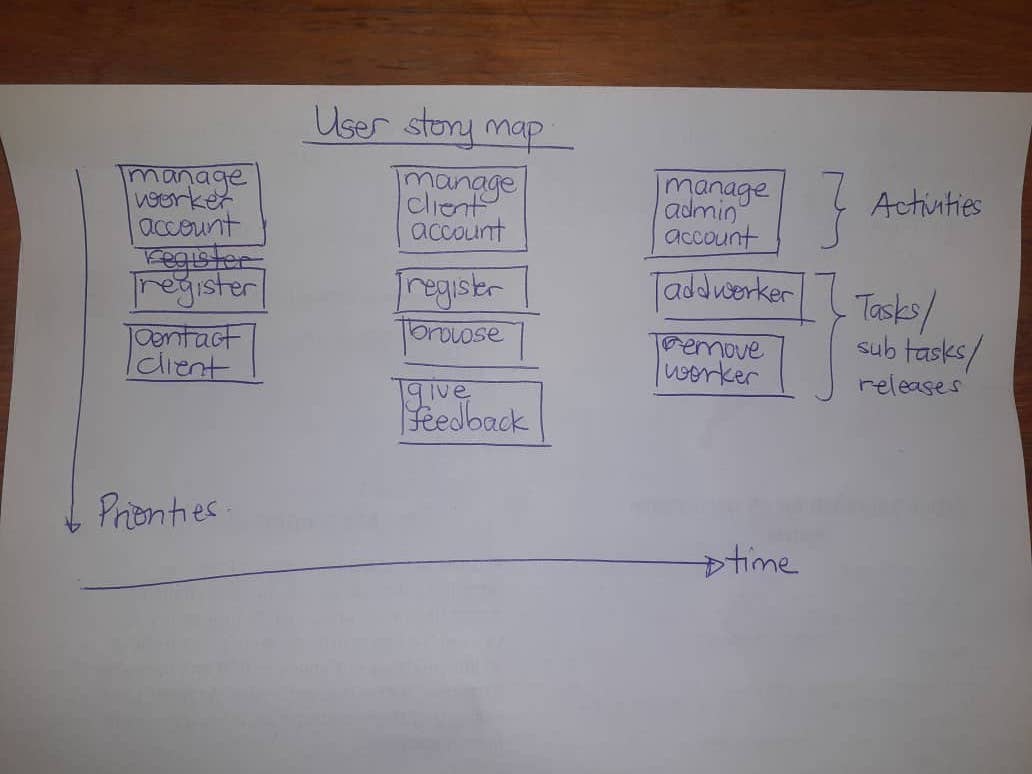 User story map
manage
worker
account
register
register
contact
client
manage
client
account
register
browse
give
feedback
manage
admin
account
add worker
remove
worker
Activities
Tasks/
sub tasks/
releases
Priorities
time